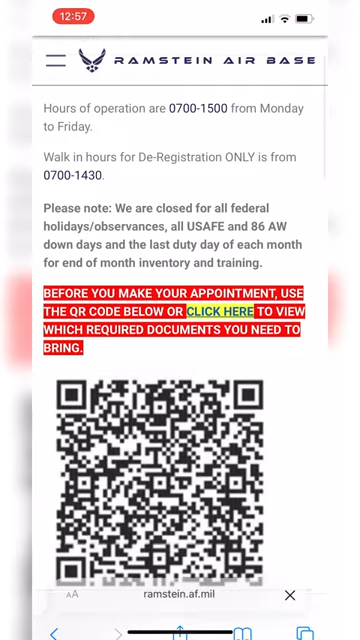 12:57
RAMSTEIN AIR BASE
Hours of operation are 0700-1500 from Monday
to Friday.
Walk in hours for De-Registration ONLY is from
0700-1430.
Please note: We are closed for all federal
holidays/observances, all USAFE and 86 AW
down days and the last duty day of each month
for end of month inventory and training.
BEFORE YOU MAKE YOUR APPOINTMENT, USE
THE QR CODE BELOW OR CLICK HERE TO VIEW
WHICH REQUIRED DOCUMENTS YOU NEED TO
BRING.
AA ramstein.af.mil